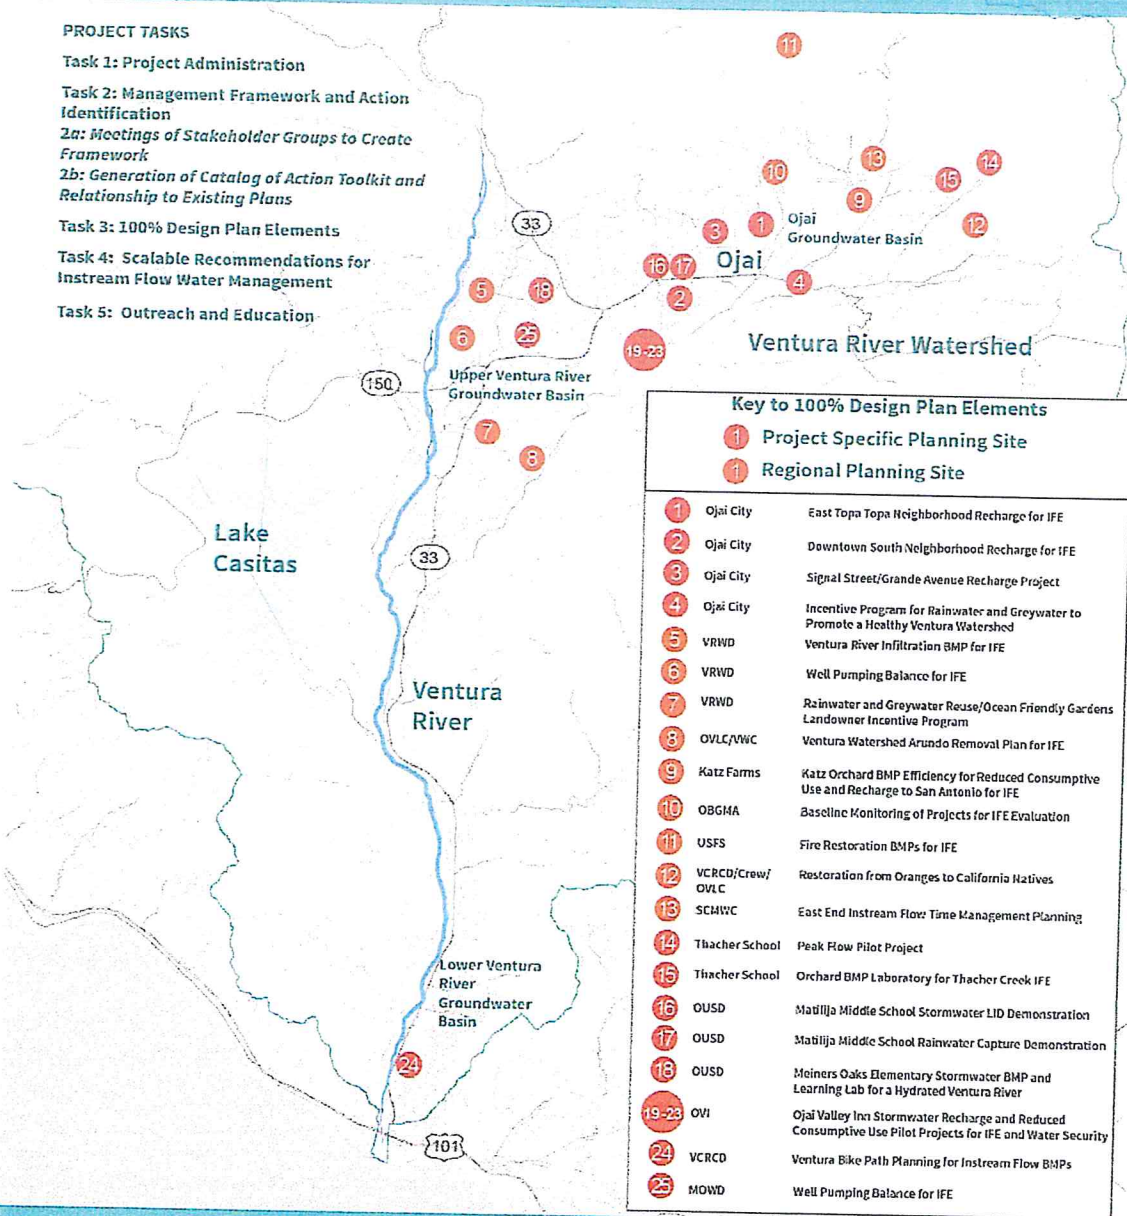 PROJECT TASKS
Task 1: Project Administration
Task 2: Management Framework and Action
Identification
2a: Meetings of Stakeholder Groups to Create
Framework
2b: Generation of Catalog of Action Toolkit and
Relationship to Existing Plans
Task 3: 100% Design Plan Elements
Task 4: Scalable Recommendations for
Instream Flow Water Management
Task 5: Outreach and Education
11
13
14
10
15
9
12
33
3
1
Ojai
Groundwater Basin
16
17
Ojai
4
5
18
2
6
25
19-23
Ventura River Watershed
150
Upper Ventura River
Groundwater Basin
7
8
Lake
Casitas
33
Ventura
River
Lower Ventura
River
Groundwater
Basin
24
101
Key to 100% Design Plan Elements
1 Project Specific Planning Site
1 Regional Planning Site
1 Ojai City East Topa Topa Neighborhood Recharge for IFE
2 Ojai City Downtown South Neighborhood Recharge for IFE
3 Ojai City Signal Street/Grande Avenue Recharge Project
4 Ojai City Incentive Program for Rainwater and Greywater to
Promote a Healthy Ventura Watershed
5 VRWD Ventura River Infiltration BMP for IFE
6 VRWD Well Pumping Balance for IFE
7 VRWD Rainwater and Greywater Reuse/Ocean Friendly Gardens
Landowner Incentive Program
8 OVLC/VWC Ventura Watershed Arundo Removal Plan for IFE
9 Katz Farms Katz Orchard BMP Efficiency for Reduced Consumptive
Use and Recharge to San Antonio for IFE
10 OBGMA Baseline Monitoring of Projects for IFE Evaluation
11 USFS Fire Restoration BMPs for IFE
12 VCRCD/Crew/ Restoration from Oranges to California Natives
OVLC
13 SCMWC East End Instream Flow Time Management Planning
14 Thacher School Peak Flow Pilot Project
15 Thacher School Orchard BMP Laboratory for Thacher Creek IFE
16 OUSD Matilija Middle School Stormwater LID Demonstration
17 OUSD Matilija Middle School Rainwater Capture Demonstration
18 OUSD Meiners Oaks Elementary Stormwater BMP and
Learning Lab for a Hydrated Ventura River
19-23 OVI Ojai Valley Inn Stormwater Recharge and Reduced
Consumptive Use Pilot Projects for IFE and Water Security
24 VCRCD Ventura Bike Path Planning for Instream Flow BMPs
25 MOWD Well Pumping Balance for IFE